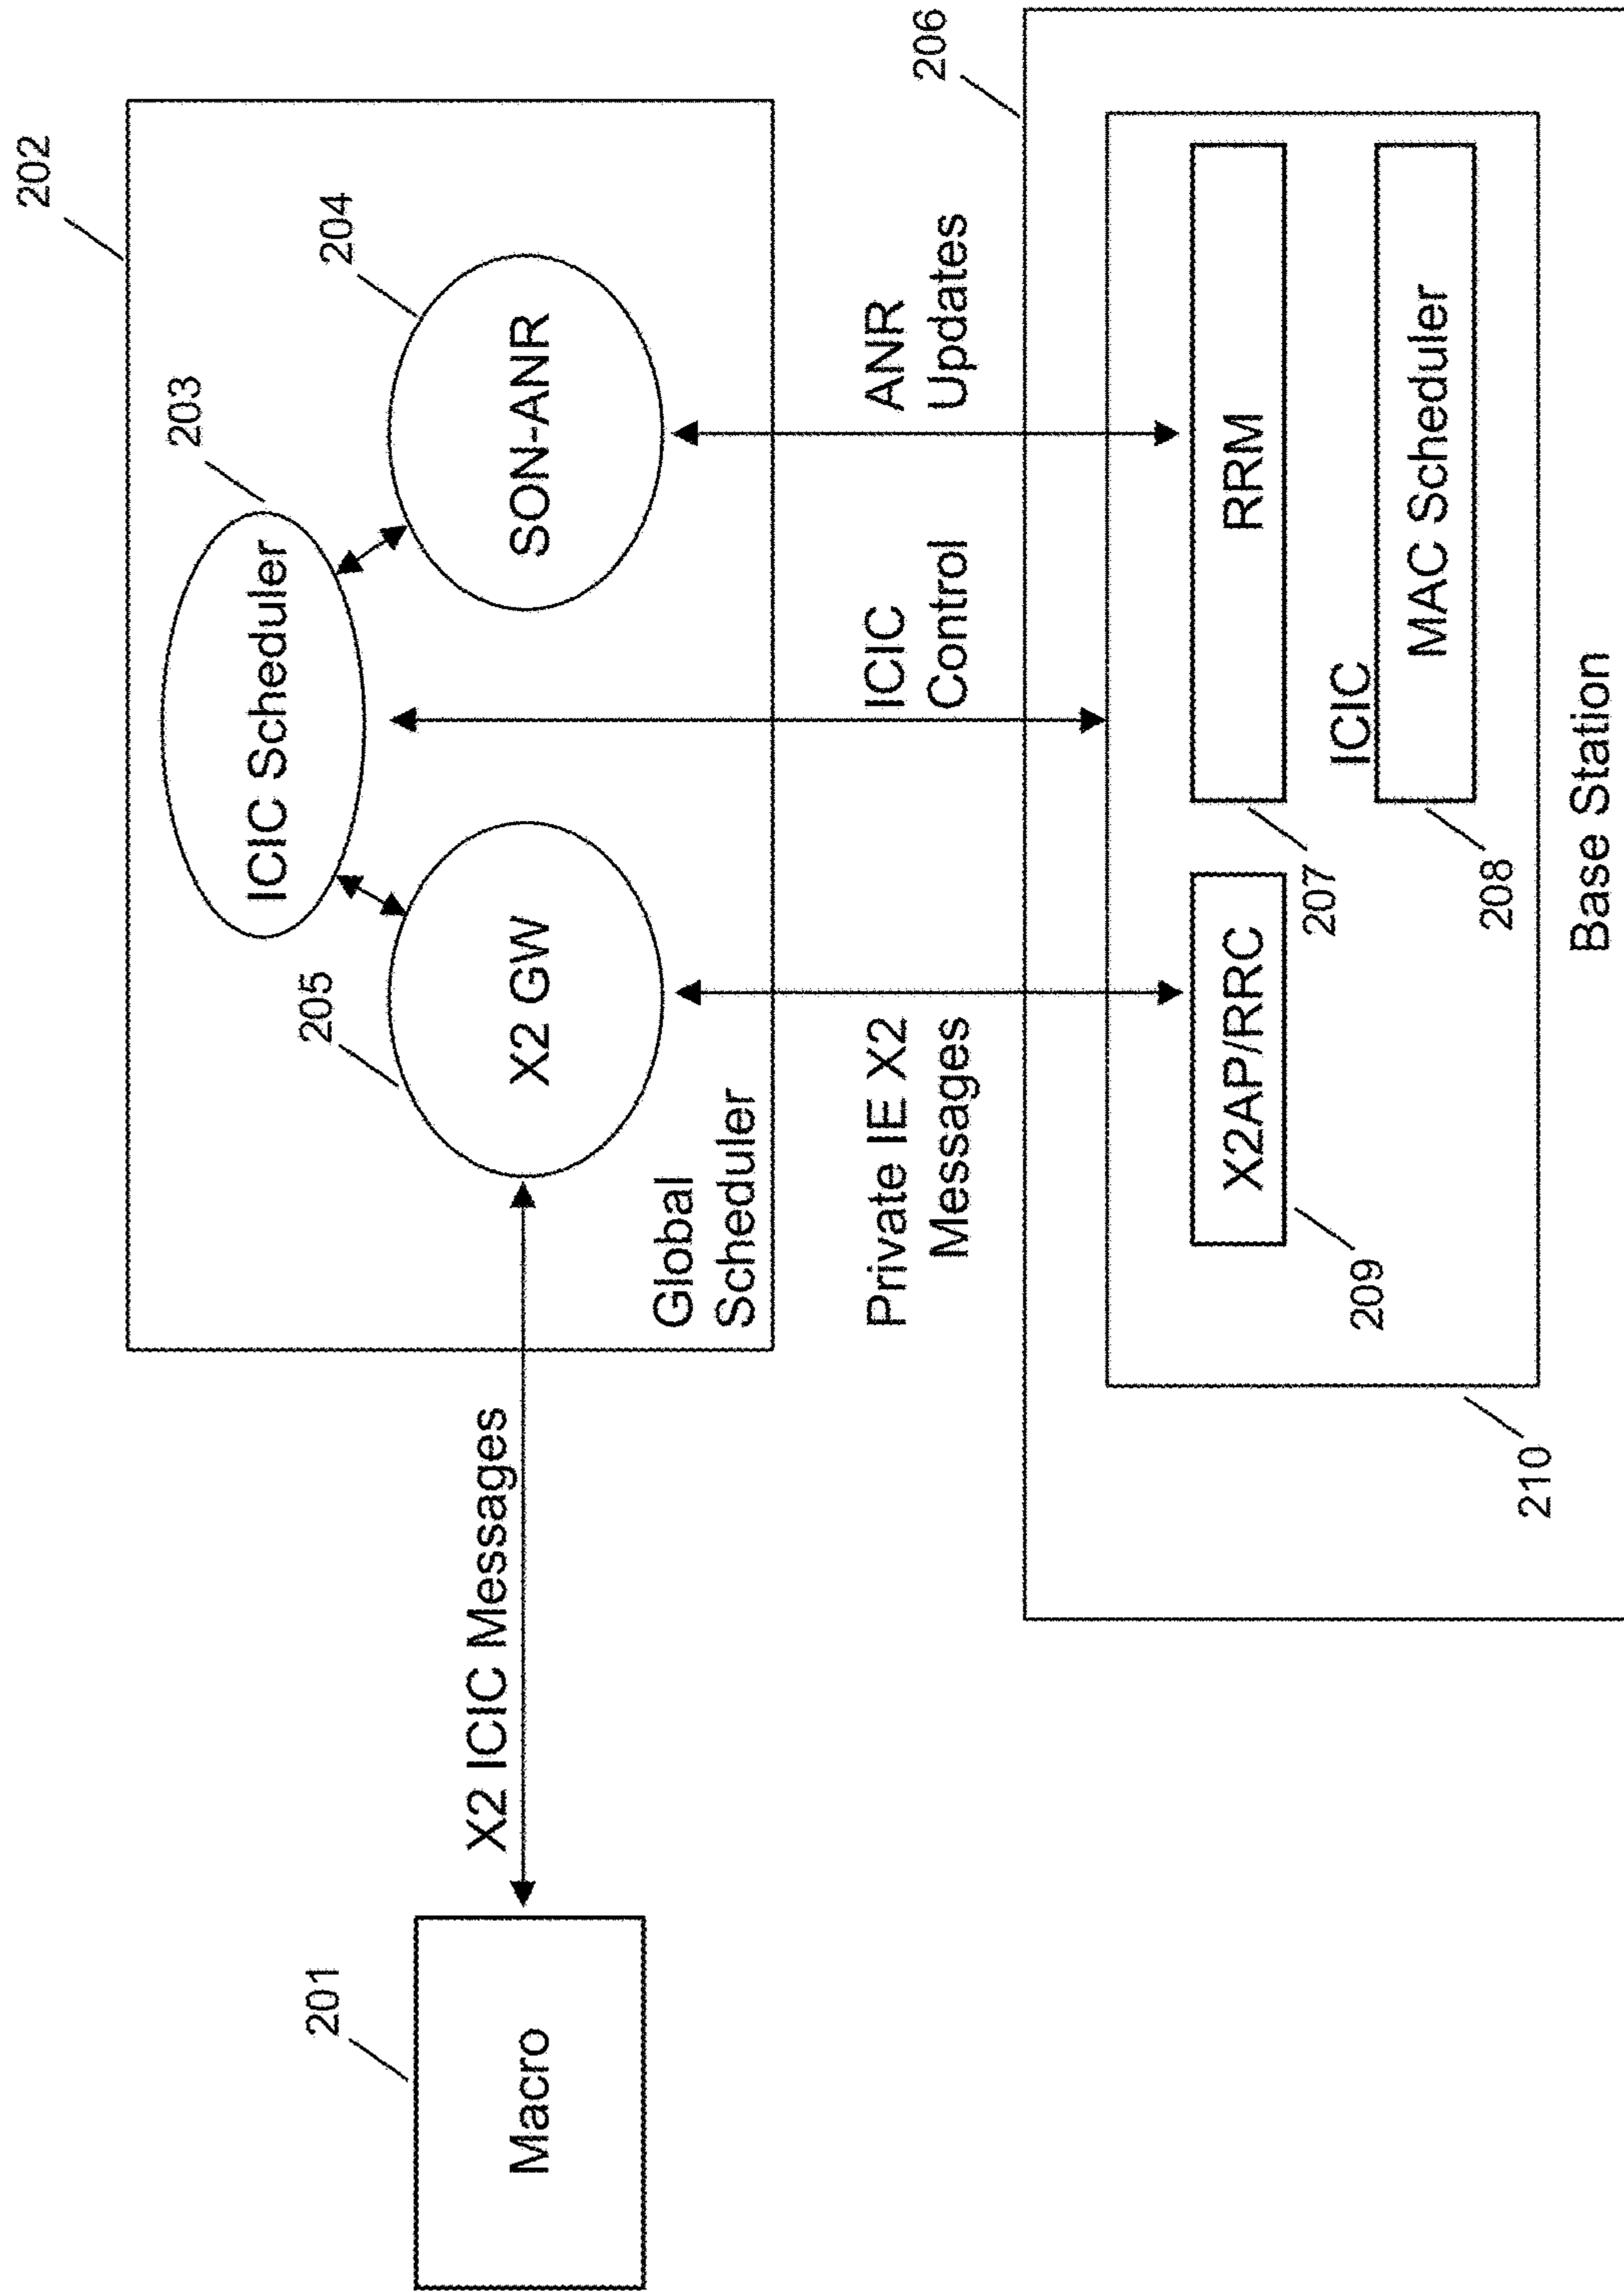 202
203
ICIC Scheduler
204
SON-ANR
205
X2 GW
Global
Scheduler
X2 ICIC Messages
201
Macro
Private IE X2
Messages
ICIC
Control
ANR
Updates
206
X2AP/RRC
209
RRM
207
ICIC
MAC Scheduler
208
210
Base Station